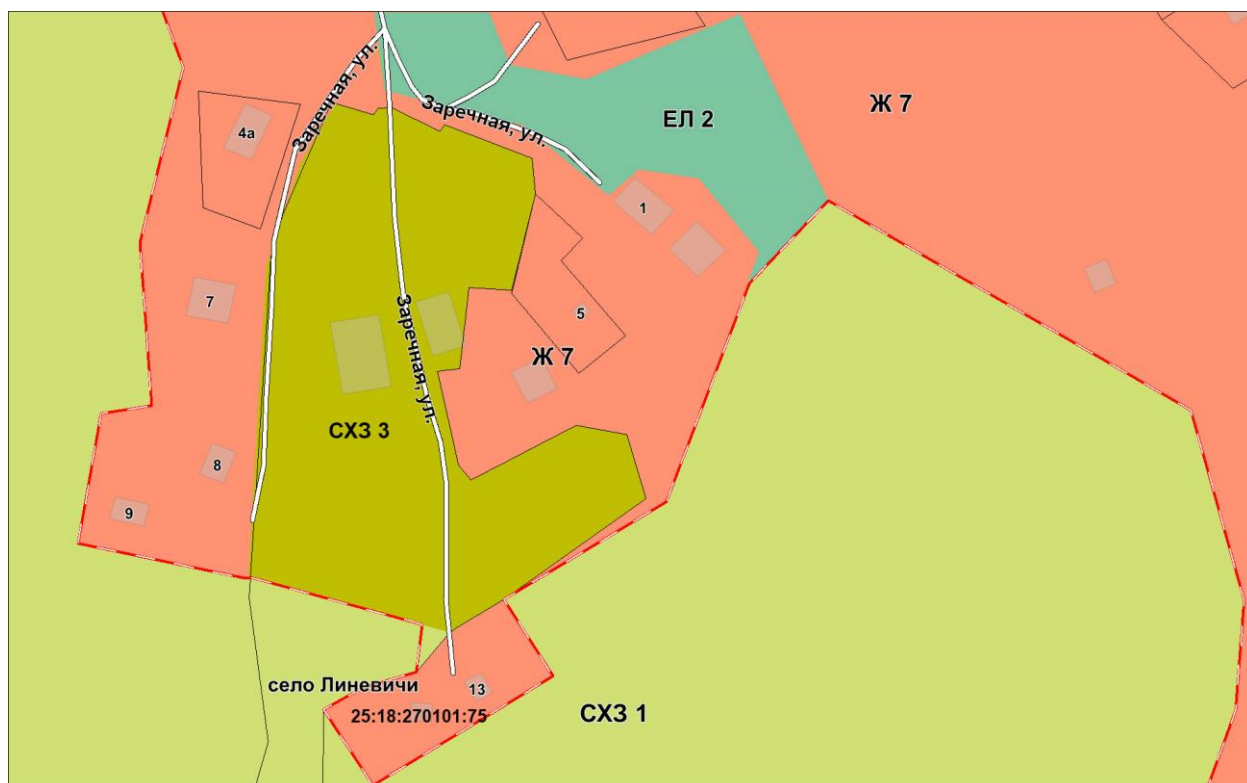 Заречная, ул.
Заречная, ул.
ЕЛ 2
Ж 7
4а
1
7
Заречная, ул.
5
Ж 7
СХЗ 3
8
9
село Линевичи
13
25:18:270101:75
СХЗ 1